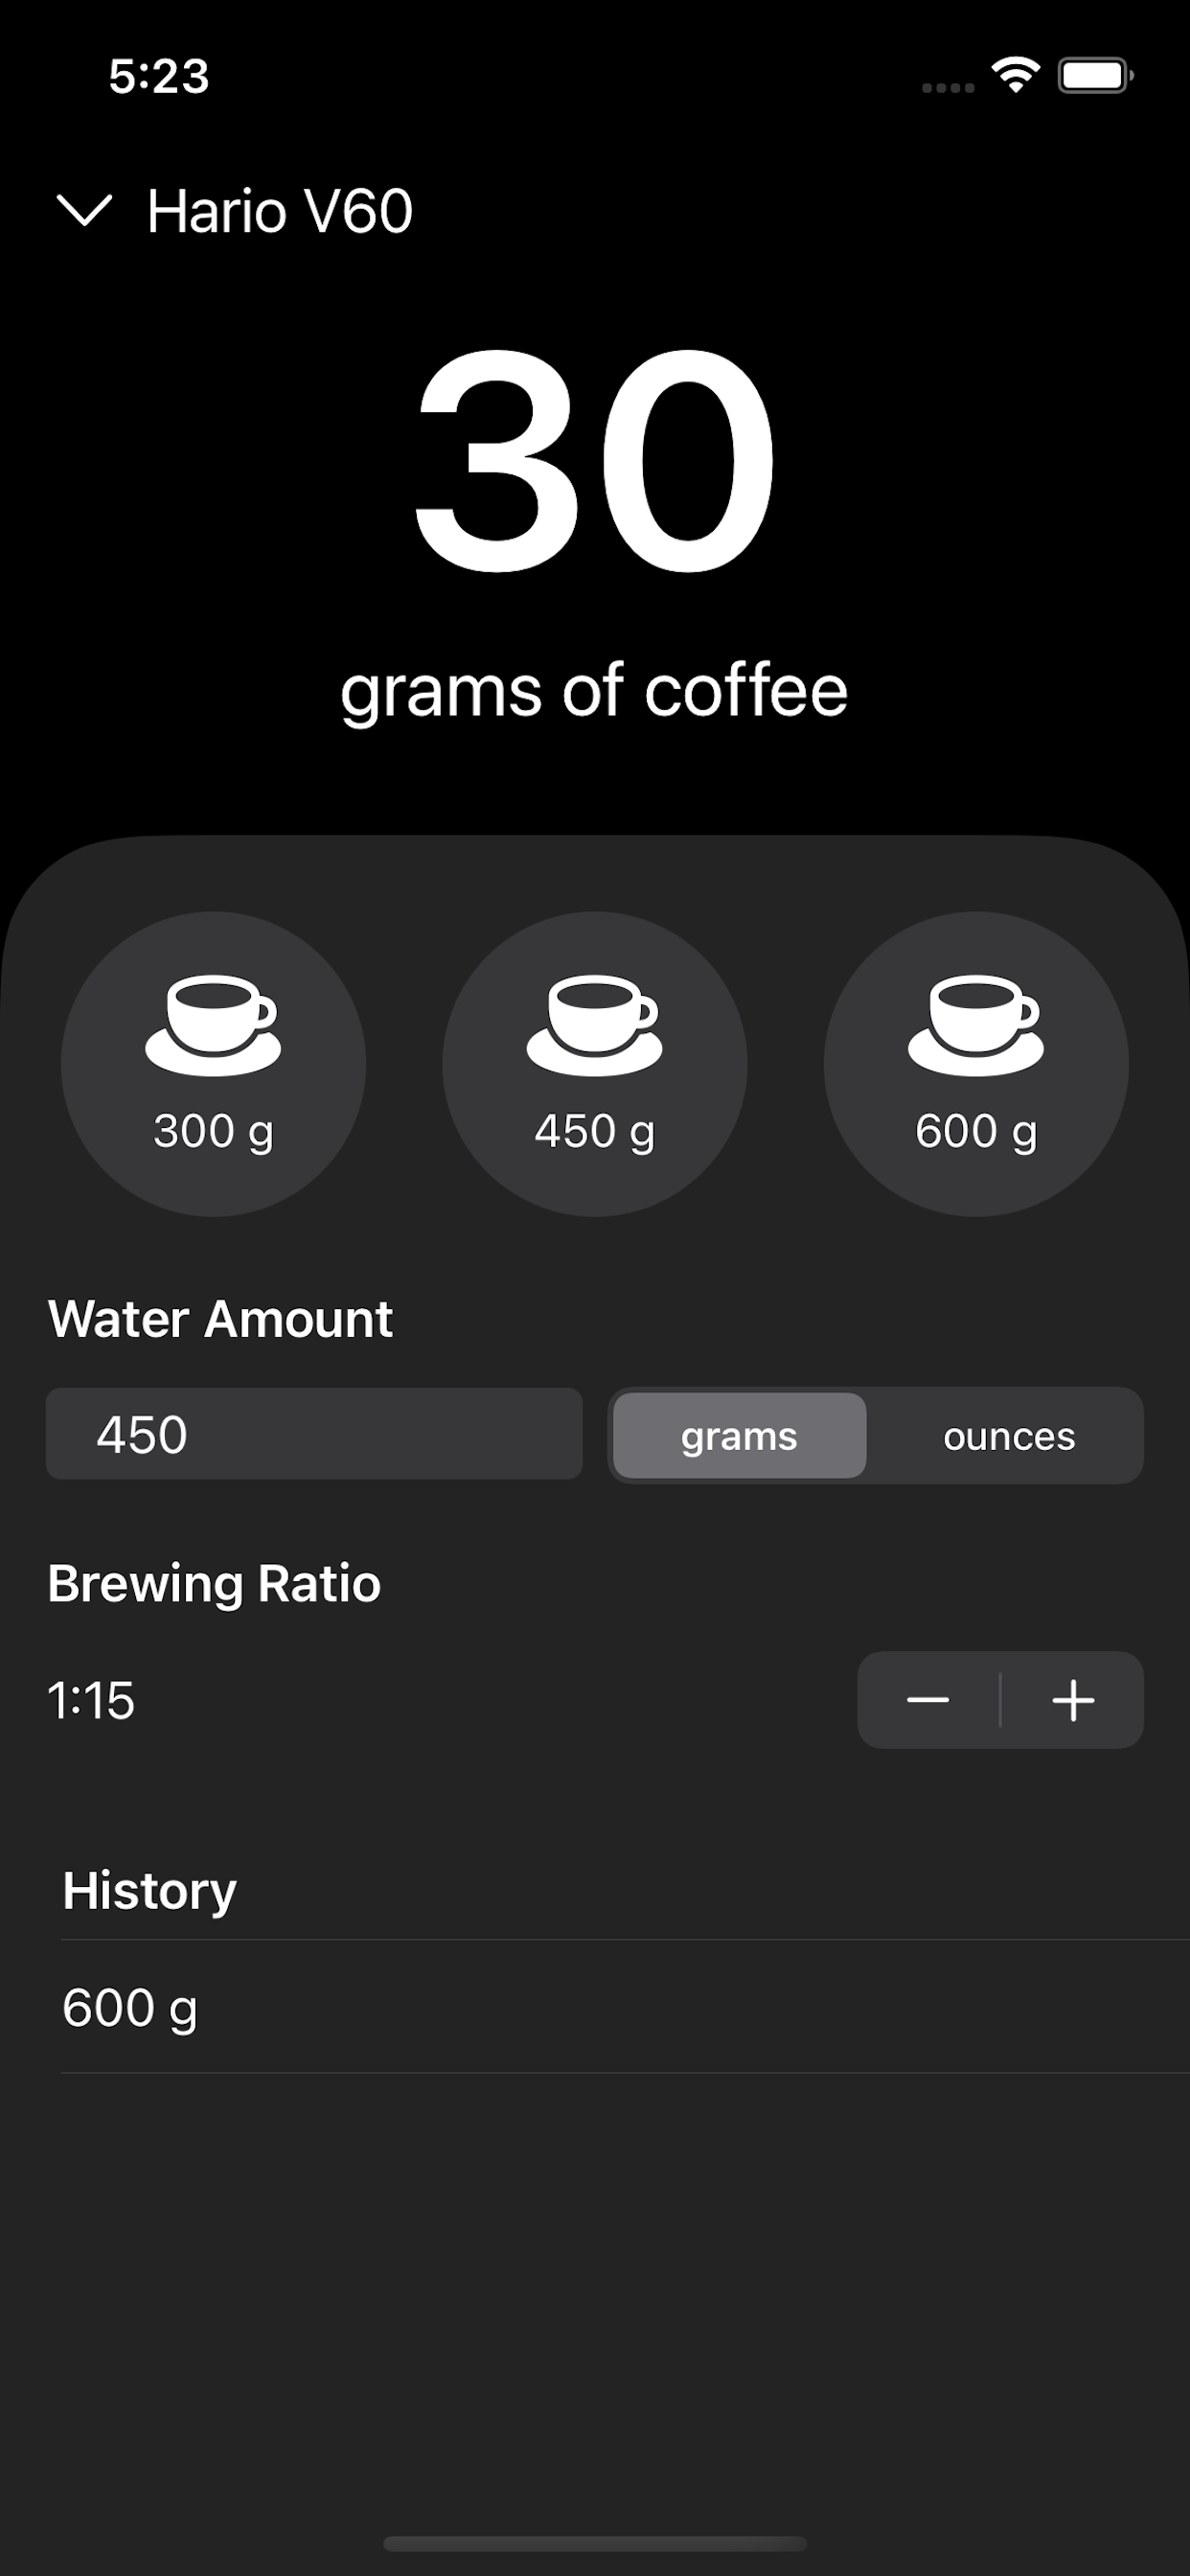 5:23
Hario V60
30
grams of coffee
300 g 450 g 600 g
Water Amount
450 grams ounces
Brewing Ratio
1:15
History
600 g